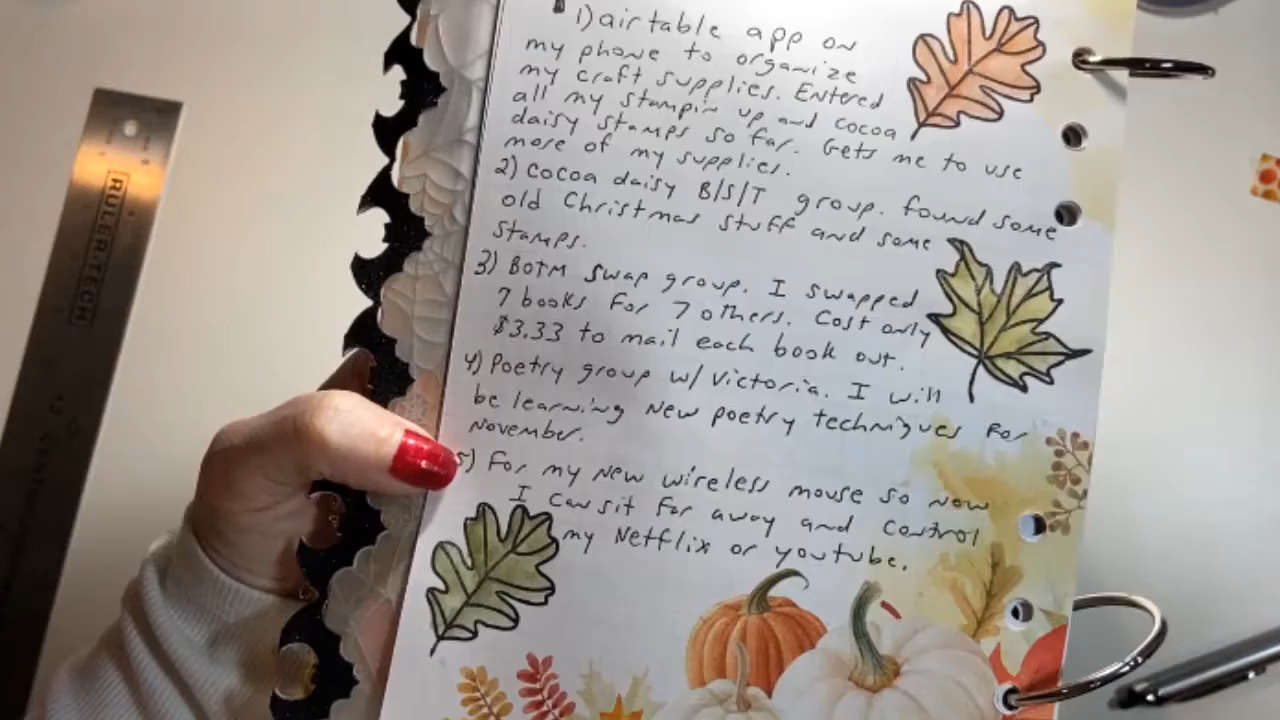 1) airtable app on
my phone to organize
my craft supplies. Entered
all my stampin up and cocoa
daisy stamps so far. Gets me to use
more of my supplies.
2) Cocoa daisy B/S/T group. found some
old Christmas stuff and some
stamps.
3) BOTM swap group. I swapped
7 books for 7 others. Cost only
$3.33 to mail each book out.
4) Poetry group w/ Victoria. I will
be learning new poetry techniques for
november.
5) For my new wireless mouse so now
I can sit far away and control
my Netflix or youtube.
RULER.TECH